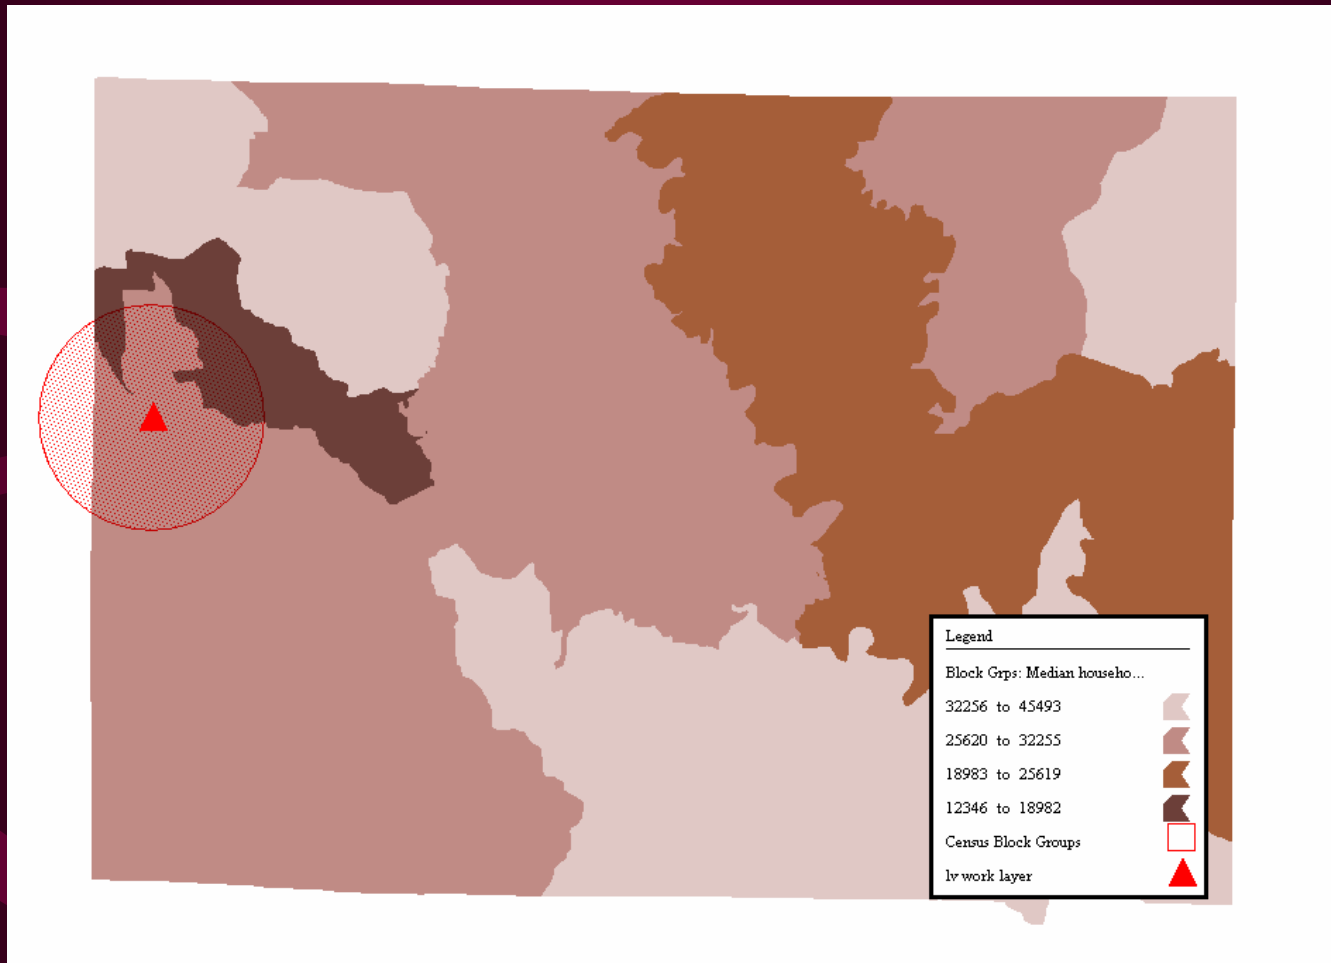 Legend
Block Grps: Median househo...
32256 to 45493
25620 to 32255
18983 to 25619
12346 to 18982
Census Block Groups
lv work layer